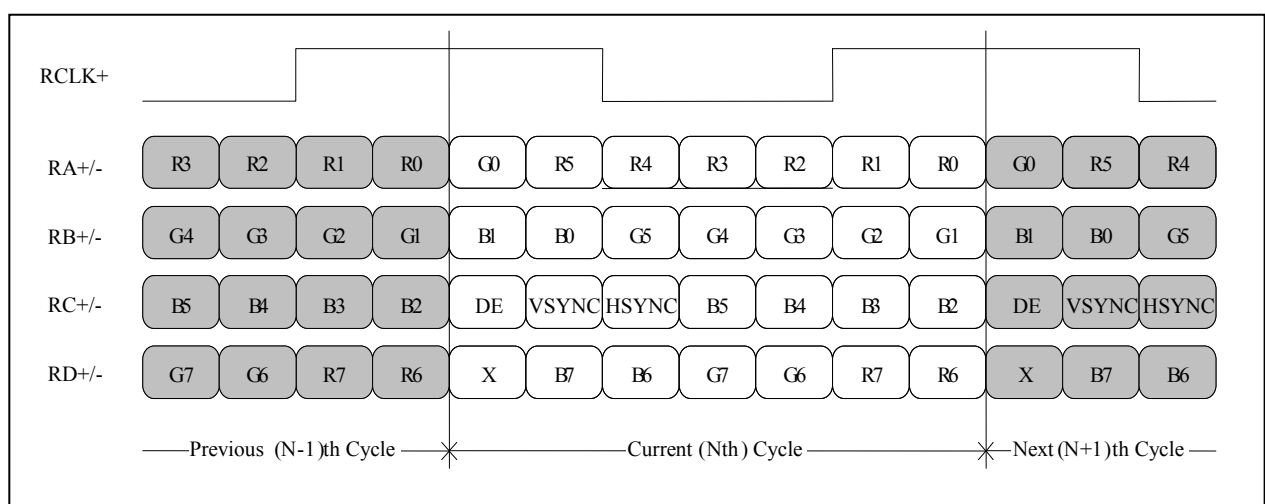 RCLK+
RA+/- R3 R2 R1 R0 G0 R5 R4 R3 R2 R1 R0 G0 R5 R4
RB+/- G4 G3 G2 G1 B1 B0 G5 G4 G3 G2 G1 B1 B0 G5
RC+/- B5 B4 B3 B2 DE VSYNC HSYNC B5 B4 B3 B2 DE VSYNC HSYNC
RD+/- G7 G6 R7 R6 X B7 B6 G7 G6 R7 R6 X B7 B6
Previous (N-1)th Cycle Current (Nth) Cycle Next (N+1)th Cycle